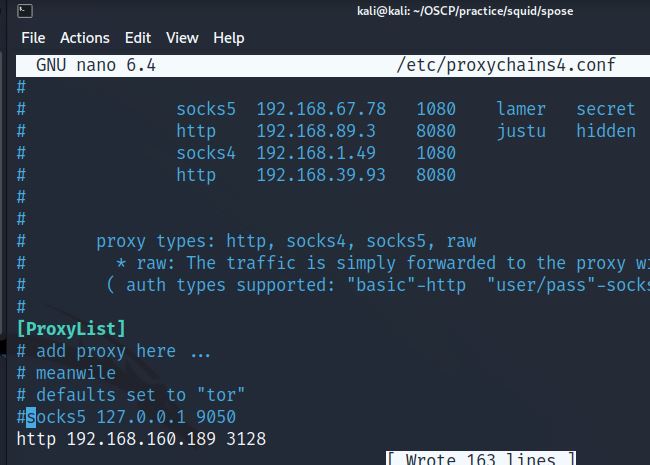 kali@kali: ~/OSCP/practice/squid/spose
File Actions Edit View Help
GNU nano 6.4 /etc/proxychains4.conf
#
# socks5 192.168.67.78 1080 lamer secret
# http 192.168.89.3 8080 justu hidden
# socks4 192.168.1.49 1080
# http 192.168.39.93 8080
#
#
# proxy types: http, socks4, socks5, raw
# * raw: The traffic is simply forwarded to the proxy wi
# ( auth types supported: "basic"-http "user/pass"-socks
#
[ProxyList]
# add proxy here ...
# meanwile
# defaults set to "tor"
#socks5 127.0.0.1 9050
http 192.168.160.189 3128
[ Wrote 163 lines ]